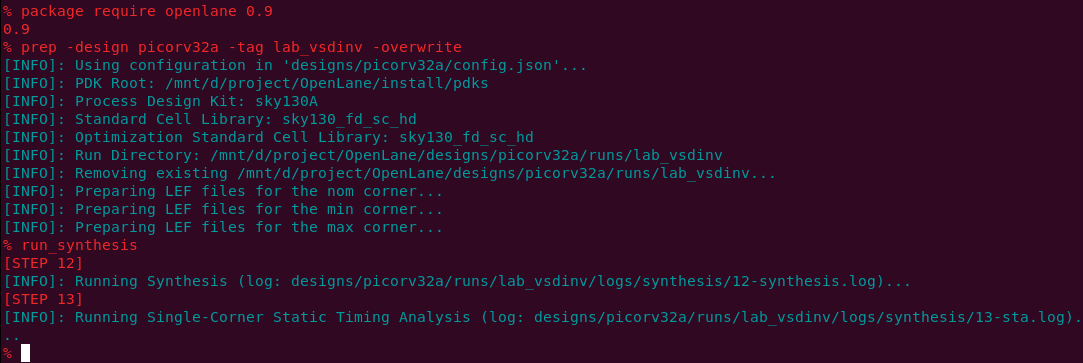 % package require openlane 0.9
0.9
% prep -design picorv32a -tag lab_vsdinv -overwrite
[INFO]: Using configuration in 'designs/picorv32a/config.json'...
[INFO]: PDK Root: /mnt/d/project/OpenLane/install/pdks
[INFO]: Process Design Kit: sky130A
[INFO]: Standard Cell Library: sky130_fd_sc_hd
[INFO]: Optimization Standard Cell Library: sky130_fd_sc_hd
[INFO]: Run Directory: /mnt/d/project/OpenLane/designs/picorv32a/runs/lab_vsdinv
[INFO]: Removing existing /mnt/d/project/OpenLane/designs/picorv32a/runs/lab_vsdinv...
[INFO]: Preparing LEF files for the nom corner...
[INFO]: Preparing LEF files for the min corner...
[INFO]: Preparing LEF files for the max corner...
% run_synthesis
[STEP 12]
[INFO]: Running Synthesis (log: designs/picorv32a/runs/lab_vsdinv/logs/synthesis/12-synthesis.log)...
[STEP 13]
[INFO]: Running Single-Corner Static Timing Analysis (log: designs/picorv32a/runs/lab_vsdinv/logs/synthesis/13-sta.log).
..
%